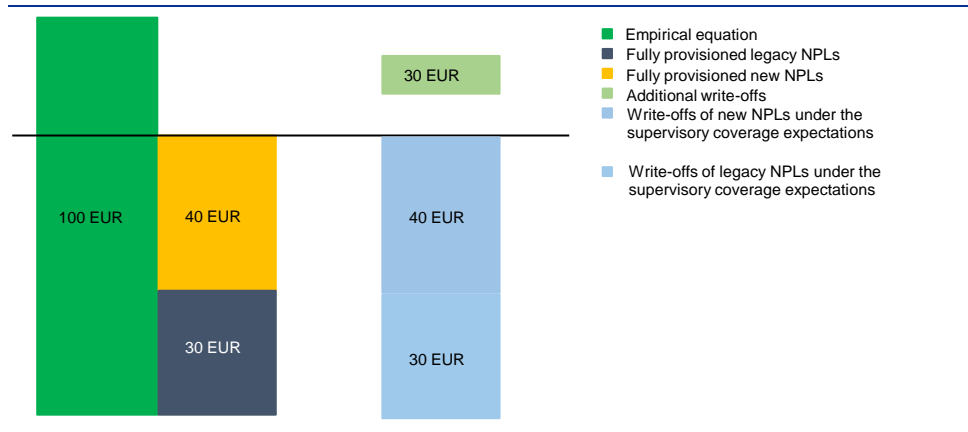 30 EUR
100 EUR
40 EUR
40 EUR
30 EUR
30 EUR
Empirical equation
Fully provisioned legacy NPLs
Fully provisioned new NPLs
Additional write-offs
Write-offs of new NPLs under the
supervisory coverage expectations
Write-offs of legacy NPLs under the
supervisory coverage expectations